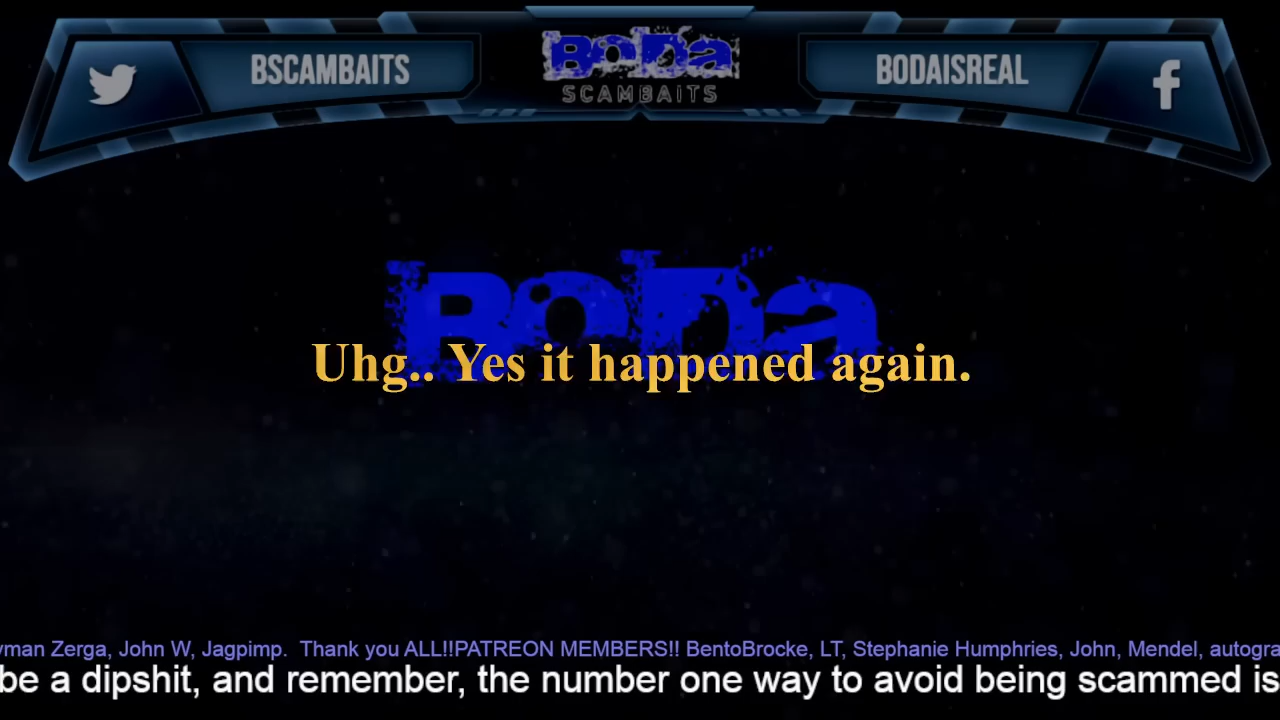 BSCAMBAITS
BoDa
SCAMBAiTS
BODAISREAL
BoDa
Uhg.. Yes it happened again.
Zerga, John W, Jagpimp. Thank you ALL!!PATREON MEMBERS!! BentoBrocke, LT, Stephanie Humphries, John, Mendel, autogra
be a dipshit, and remember, the number one way to avoid being scammed is